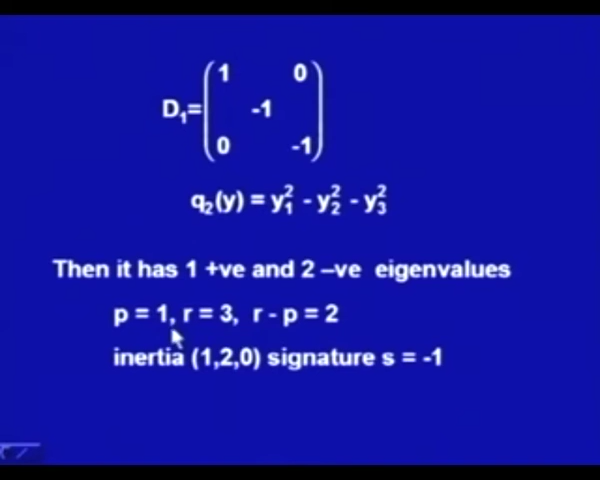 1 0
D₁= -1
0 -1
q₂(y) = y₁² - y₂² - y₃²
Then it has 1 +ve and 2 –ve eigenvalues
p = 1, r = 3, r - p = 2
inertia (1,2,0) signature s = -1